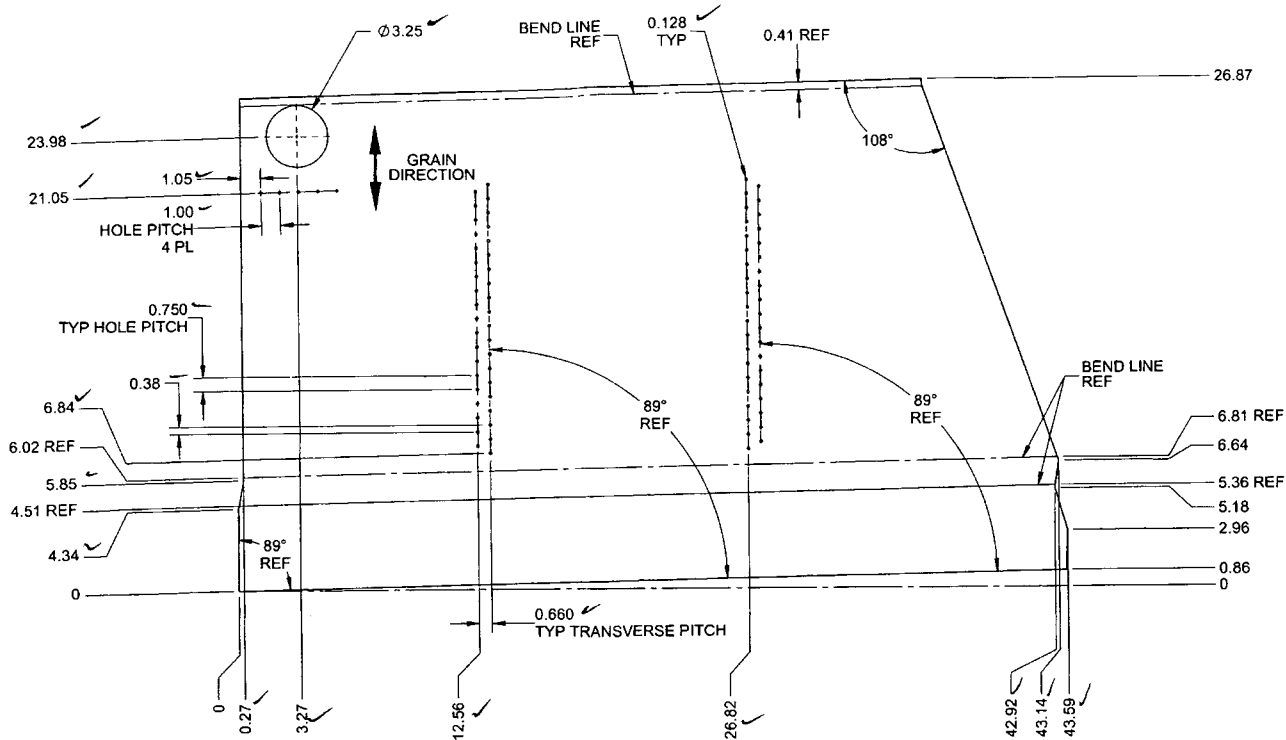 Ø3.25
BEND LINE
REF
0.128
TYP
0.41 REF
26.87
23.98
108°
GRAIN
DIRECTION
1.05
21.05
1.00
HOLE PITCH
4 PL
0.750
TYP HOLE PITCH
0.38
BEND LINE
REF
6.84
89°
REF
89°
REF
6.81 REF
6.02 REF
6.64
5.85
5.36 REF
4.51 REF
5.18
2.96
4.34
89°
REF
0.86
0
0
0.660
TYP TRANSVERSE PITCH
0
0.27
3.27
12.56
26.82
42.92
43.14
43.59